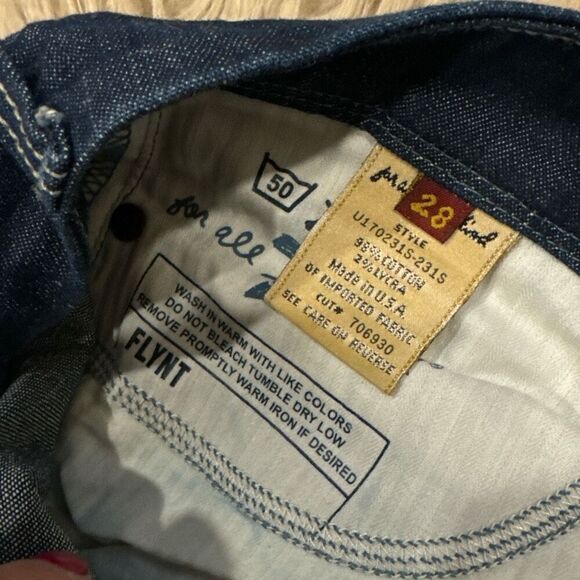 50
for all
28
STYLE
U170231S-231S
98% COTTON
2% LYCRA
Made in U.S.A.
OF IMPORTED FABRIC
CUT# 706930
SEE CARE ON REVERSE
WASH IN WARM WITH LIKE COLORS
DO NOT BLEACH TUMBLE DRY LOW
REMOVE PROMPTLY WARM IRON IF DESIRED
FLYNT